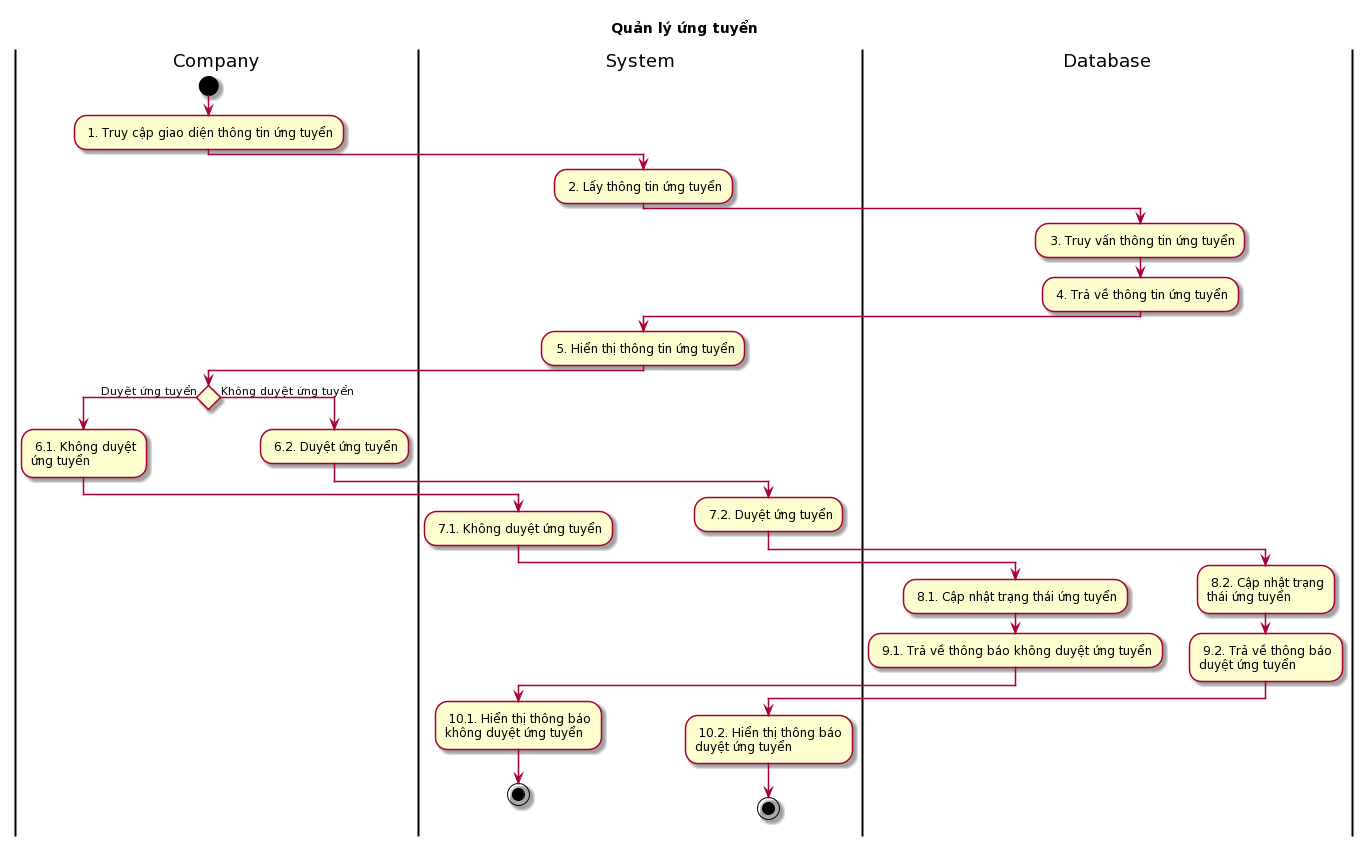 Quản lý ứng tuyển
Company
System
Database
1. Truy cập giao diện thông tin ứng tuyển
2. Lấy thông tin ứng tuyển
3. Truy vấn thông tin ứng tuyển
4. Trả về thông tin ứng tuyển
5. Hiển thị thông tin ứng tuyển
Duyệt ứng tuyển
Không duyệt ứng tuyển
6.1. Không duyệt
ứng tuyển
6.2. Duyệt ứng tuyển
7.1. Không duyệt ứng tuyển
7.2. Duyệt ứng tuyển
8.1. Cập nhật trạng thái ứng tuyển
8.2. Cập nhật trạng
thái ứng tuyển
9.1. Trả về thông báo không duyệt ứng tuyển
9.2. Trả về thông báo
duyệt ứng tuyển
10.1. Hiển thị thông báo
không duyệt ứng tuyển
10.2. Hiển thị thông báo
duyệt ứng tuyển